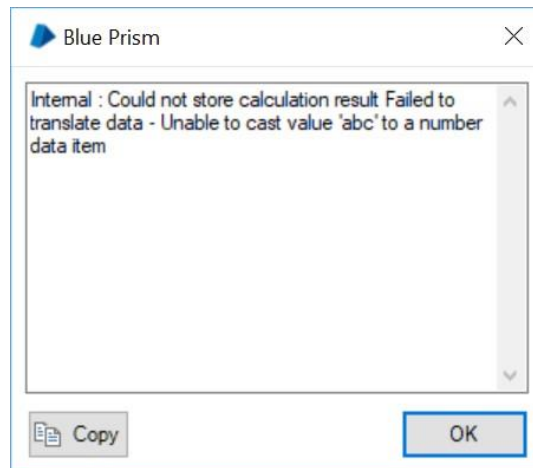 Blue Prism
Internal : Could not store calculation result Failed to
translate data - Unable to cast value 'abc' to a number
data item
Copy
OK